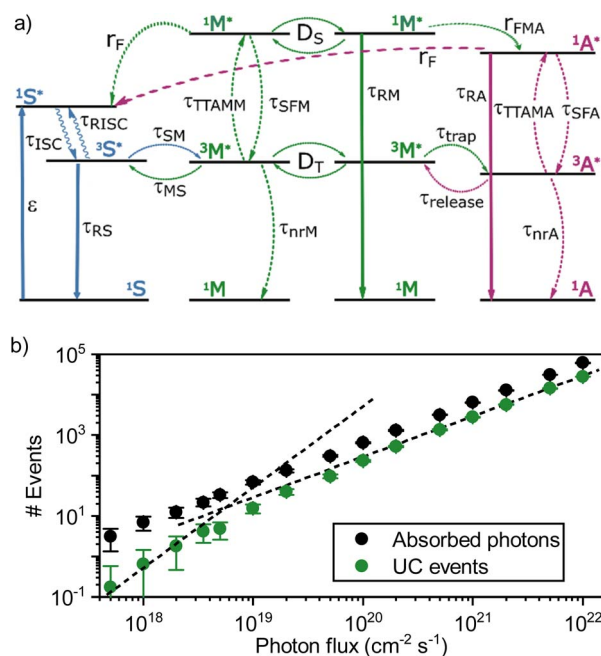 a)
¹M*
D_S
¹M*
r_F
r_FMA
r_F
¹A*
¹S*
τ_ISC
τ_RISC
³S*
τ_SM
τ_MS
τ_TTAMM
τ_SFM
³M*
D_T
³M*
τ_RM
τ_trap
τ_release
τ_RA
τ_TTAMA
τ_SFA
³A*
ε
τ_RS
τ_nrM
τ_nrA
¹S
¹M
¹M
¹A
b)
# Events
10⁵
10³
10¹
10⁻¹
Absorbed photons
UC events
10¹⁸
10¹⁹
10²⁰
10²¹
10²²
Photon flux (cm⁻² s⁻¹)